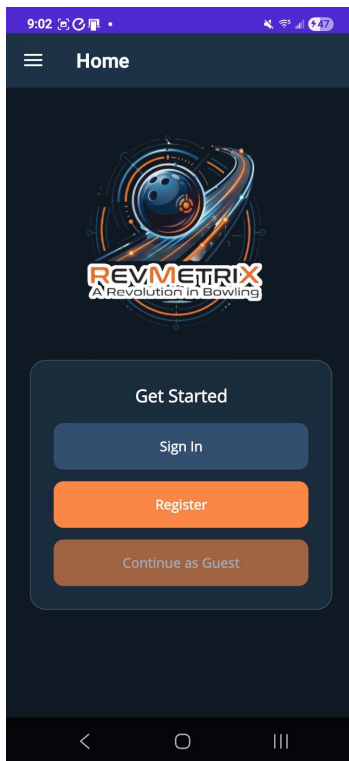 9:02
47
Home
REVMETRIX
A Revolution in Bowling
Get Started
Sign In
Register
Continue as Guest